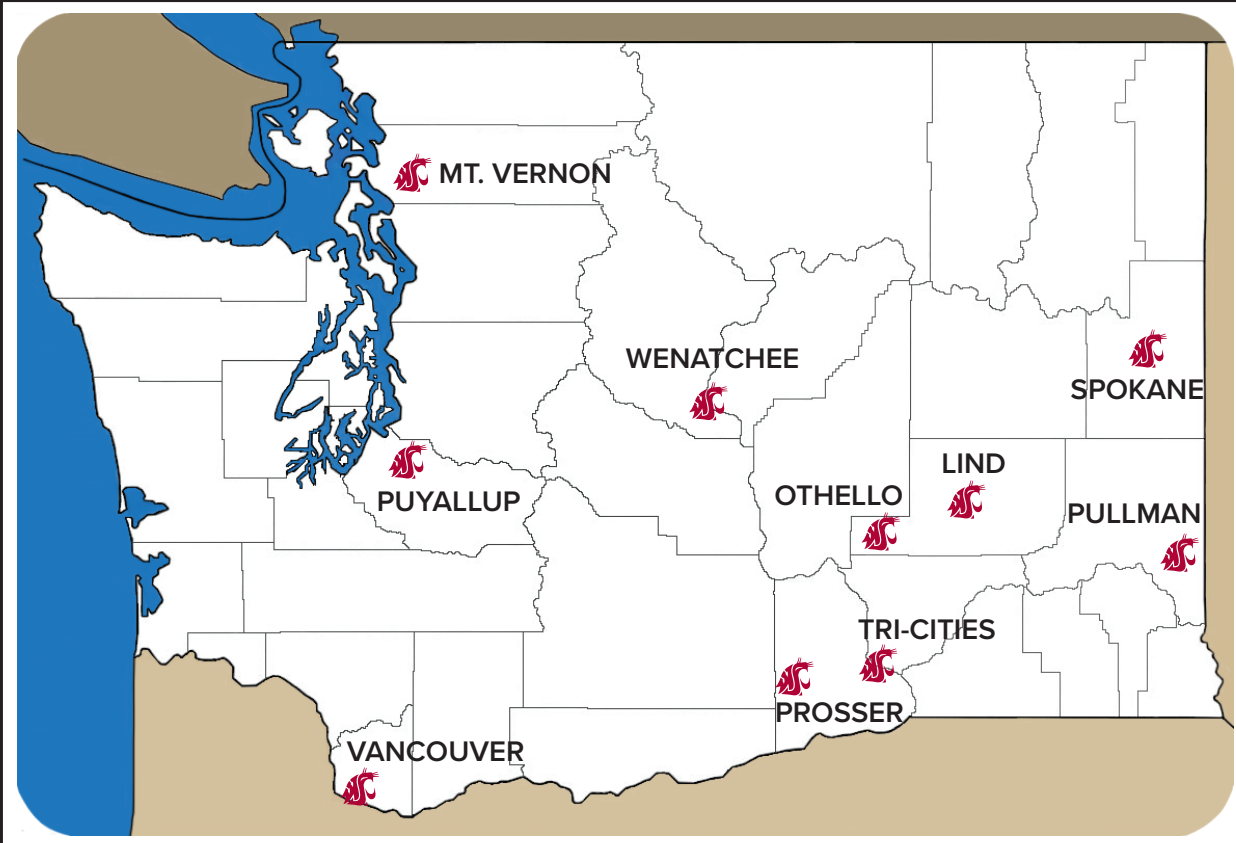 MT. VERNON
WENATCHEE
SPOKANE
LIND
OTHELLO
PUYALLUP
PULLMAN
TRI-CITIES
PROSSER
VANCOUVER